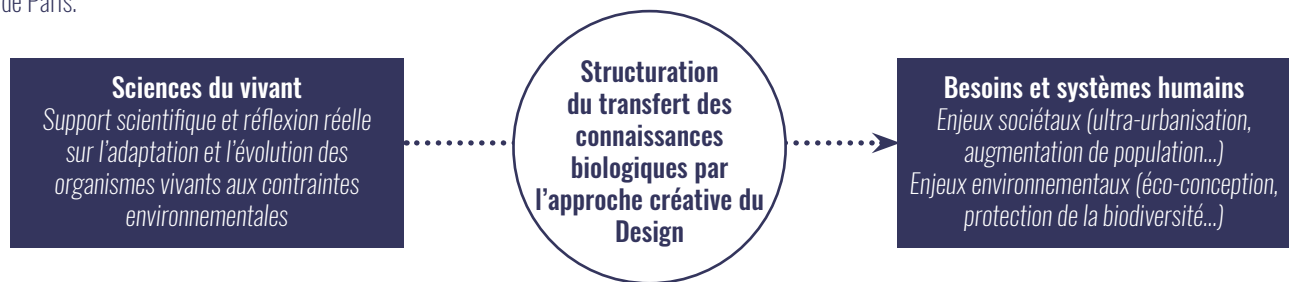 de Paris.
Sciences du vivant
Support scientifique et réflexion réelle
sur l'adaptation et l'évolution des
organismes vivants aux contraintes
environnementales
Structuration
du transfert des
connaissances
biologiques par
l'approche créative du
Design
Besoins et systèmes humains
Enjeux sociétaux (ultra-urbanisation,
augmentation de population...)
Enjeux environnementaux (éco-conception,
protection de la biodiversité...)